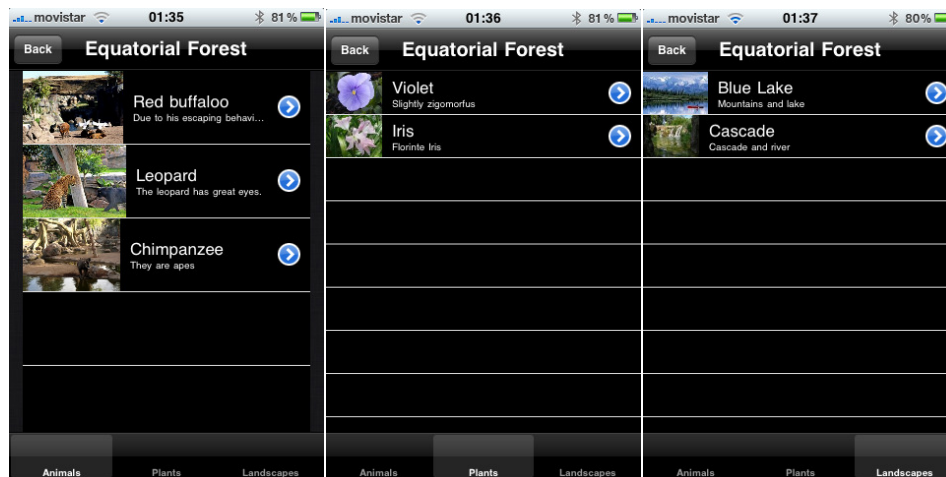 movistar 01:35 81 %
Back Equatorial Forest
Red buffaloo
Due to his escaping behavi...
Leopard
The leopard has great eyes.
Chimpanzee
They are apes
Animals Plants Landscapes
movistar 01:36 81 %
Back Equatorial Forest
Violet
Slightly zigomorfus
Iris
Florinte Iris
Animals Plants Landscapes
movistar 01:37 80%
Back Equatorial Forest
Blue Lake
Mountains and lake
Cascade
Cascade and river
Animals Plants Landscapes